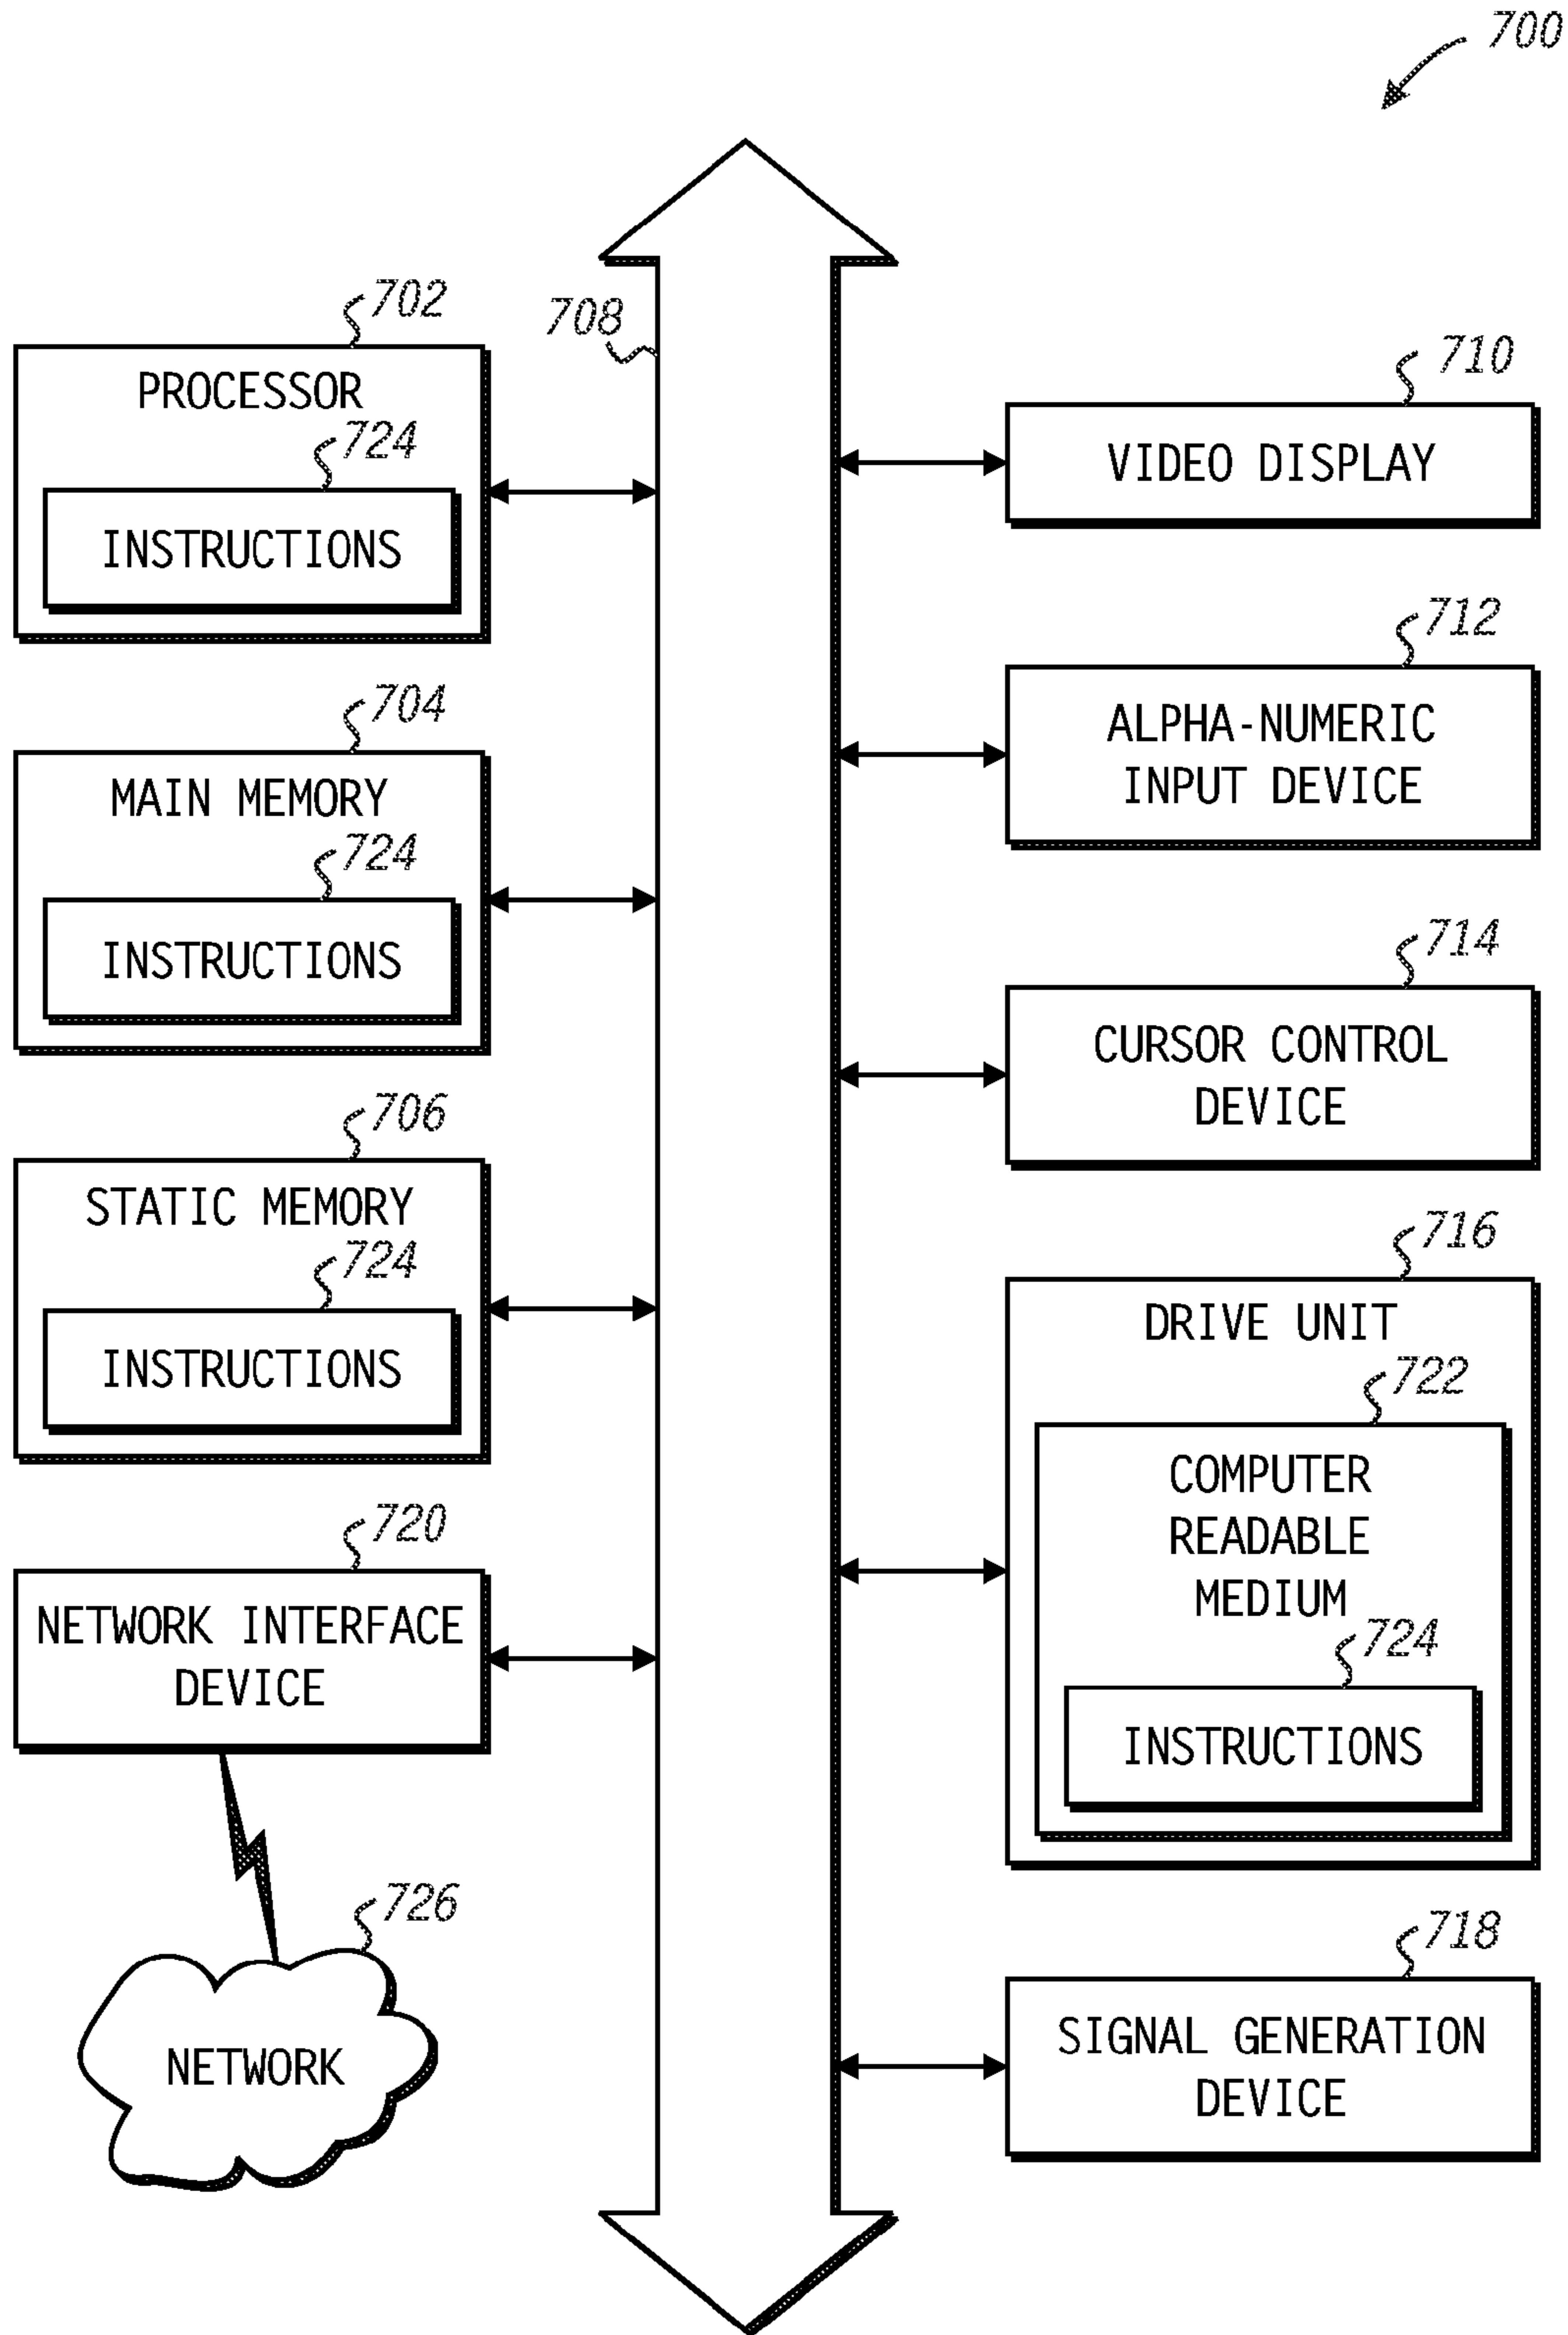 700
702
PROCESSOR
724
INSTRUCTIONS
704
MAIN MEMORY
724
INSTRUCTIONS
706
STATIC MEMORY
724
INSTRUCTIONS
720
NETWORK INTERFACE
DEVICE
726
NETWORK
708
710
VIDEO DISPLAY
712
ALPHA-NUMERIC
INPUT DEVICE
714
CURSOR CONTROL
DEVICE
716
DRIVE UNIT
722
COMPUTER
READABLE
MEDIUM
724
INSTRUCTIONS
718
SIGNAL GENERATION
DEVICE